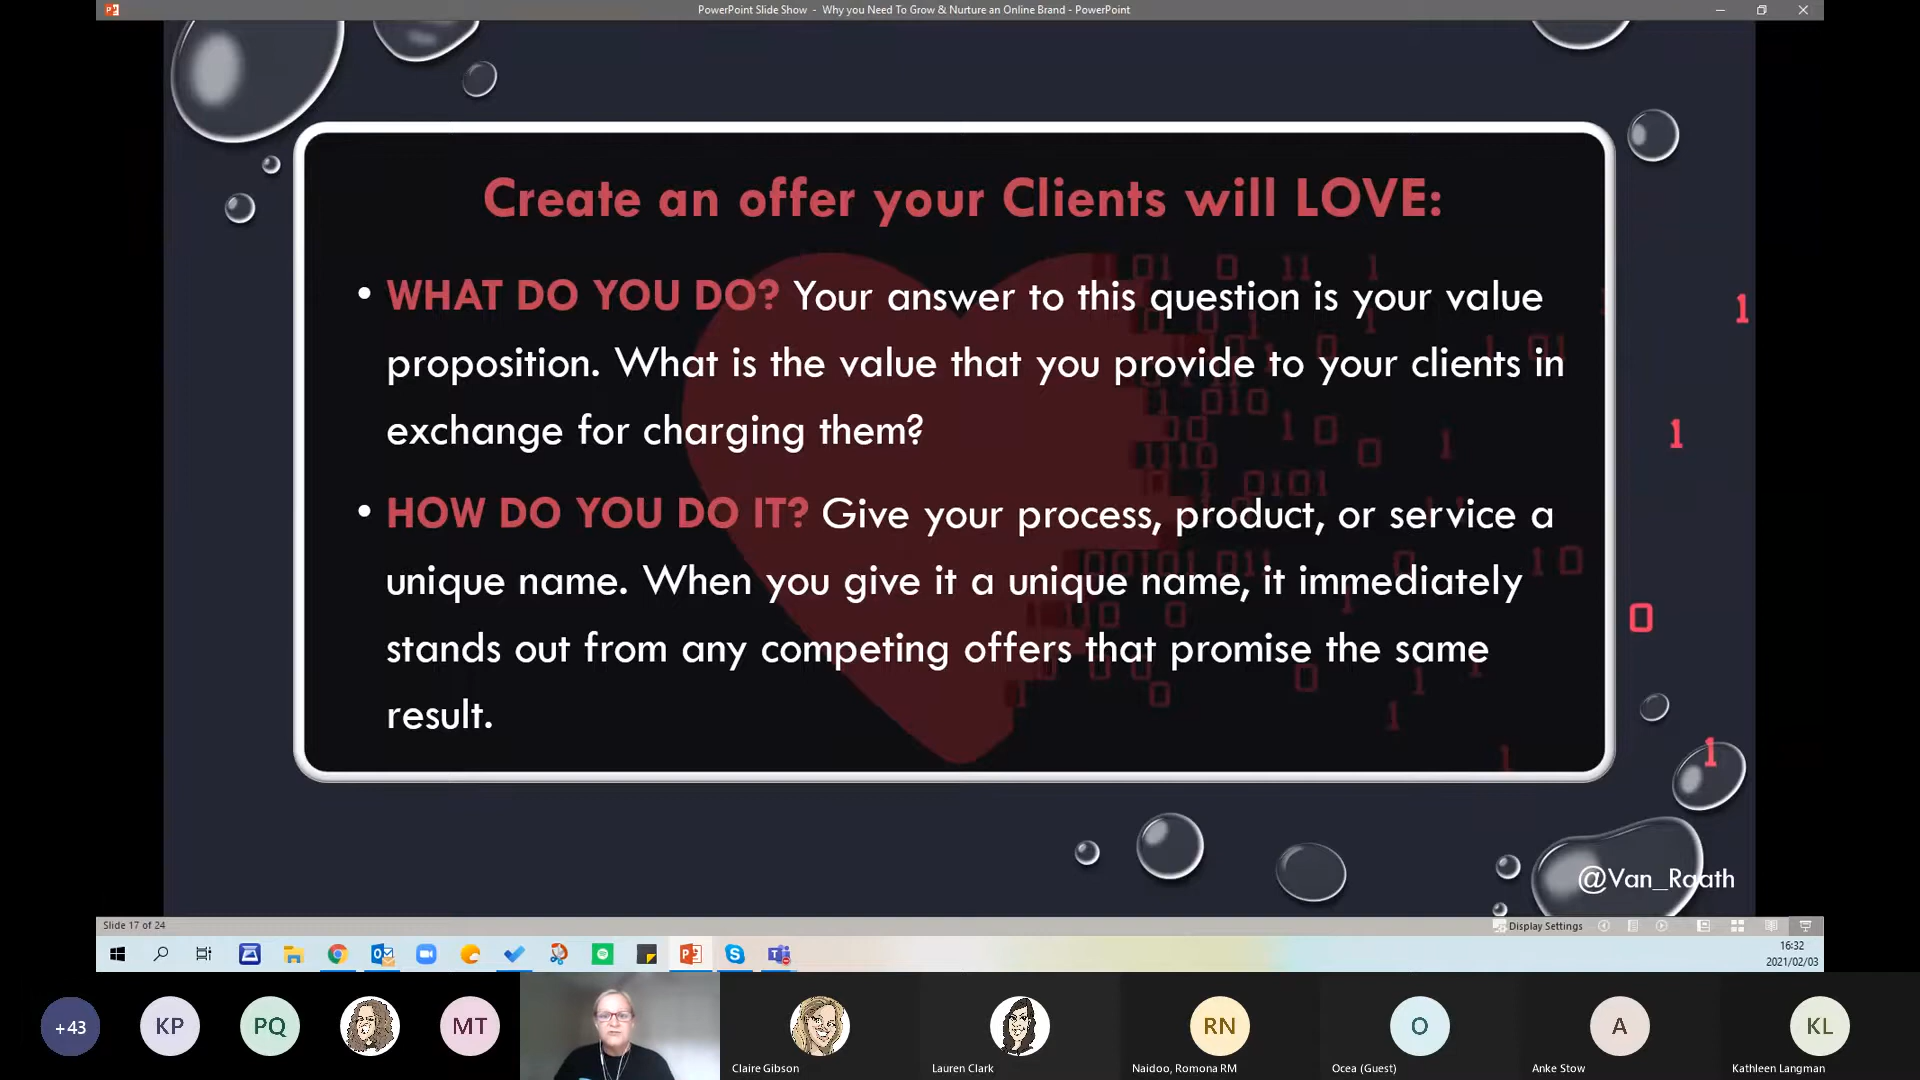 PowerPoint Slide Show - Why you Need To Grow & Nurture an Online Brand - PowerPoint
Create an offer your Clients will LOVE:
• WHAT DO YOU DO? Your answer to this question is your value
proposition. What is the value that you provide to your clients in
exchange for charging them?
• HOW DO YOU DO IT? Give your process, product, or service a
unique name. When you give it a unique name, it immediately
stands out from any competing offers that promise the same
result.
@Van_Raath
Slide 17 of 24
Display Settings
16:32
2021/02/03
+43
KP
PQ
MT
RN
O
A
KL
Claire Gibson
Lauren Clark
Naidoo, Romona RM
Ocea (Guest)
Anke Stow
Kathleen Langman